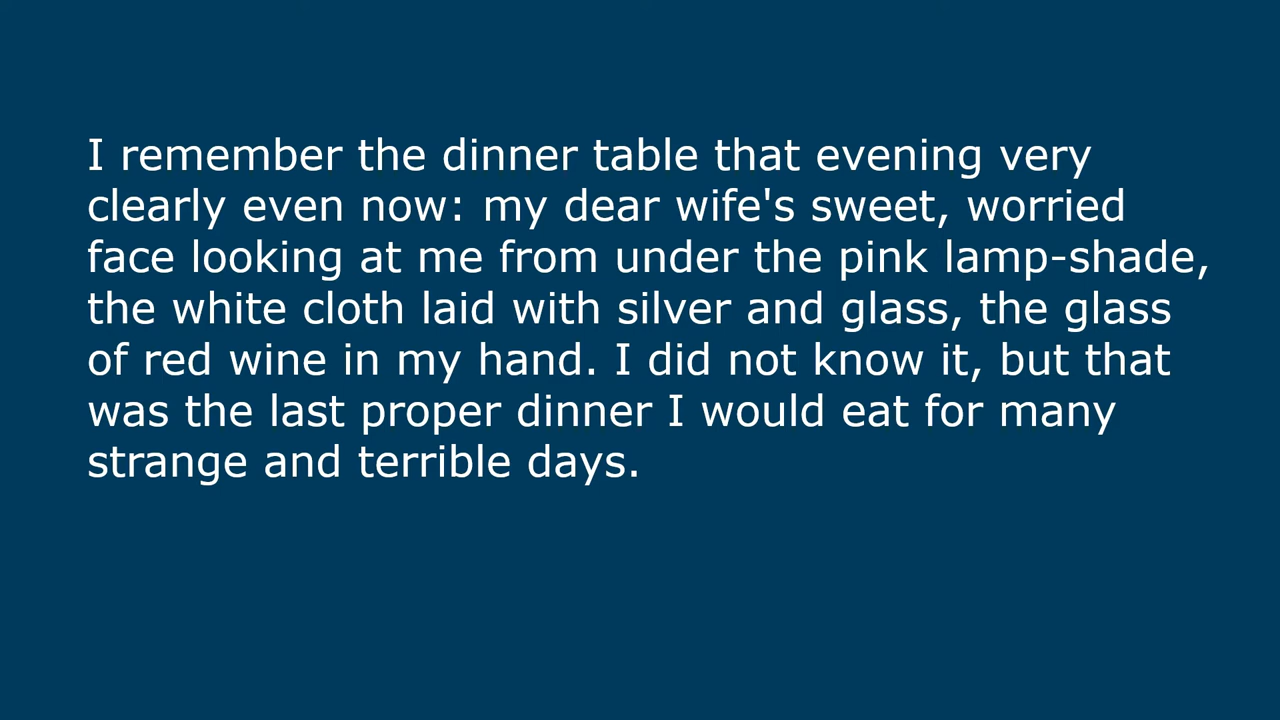 I remember the dinner table that evening very
clearly even now: my dear wife's sweet, worried
face looking at me from under the pink lamp-shade,
the white cloth laid with silver and glass, the glass
of red wine in my hand. I did not know it, but that
was the last proper dinner I would eat for many
strange and terrible days.